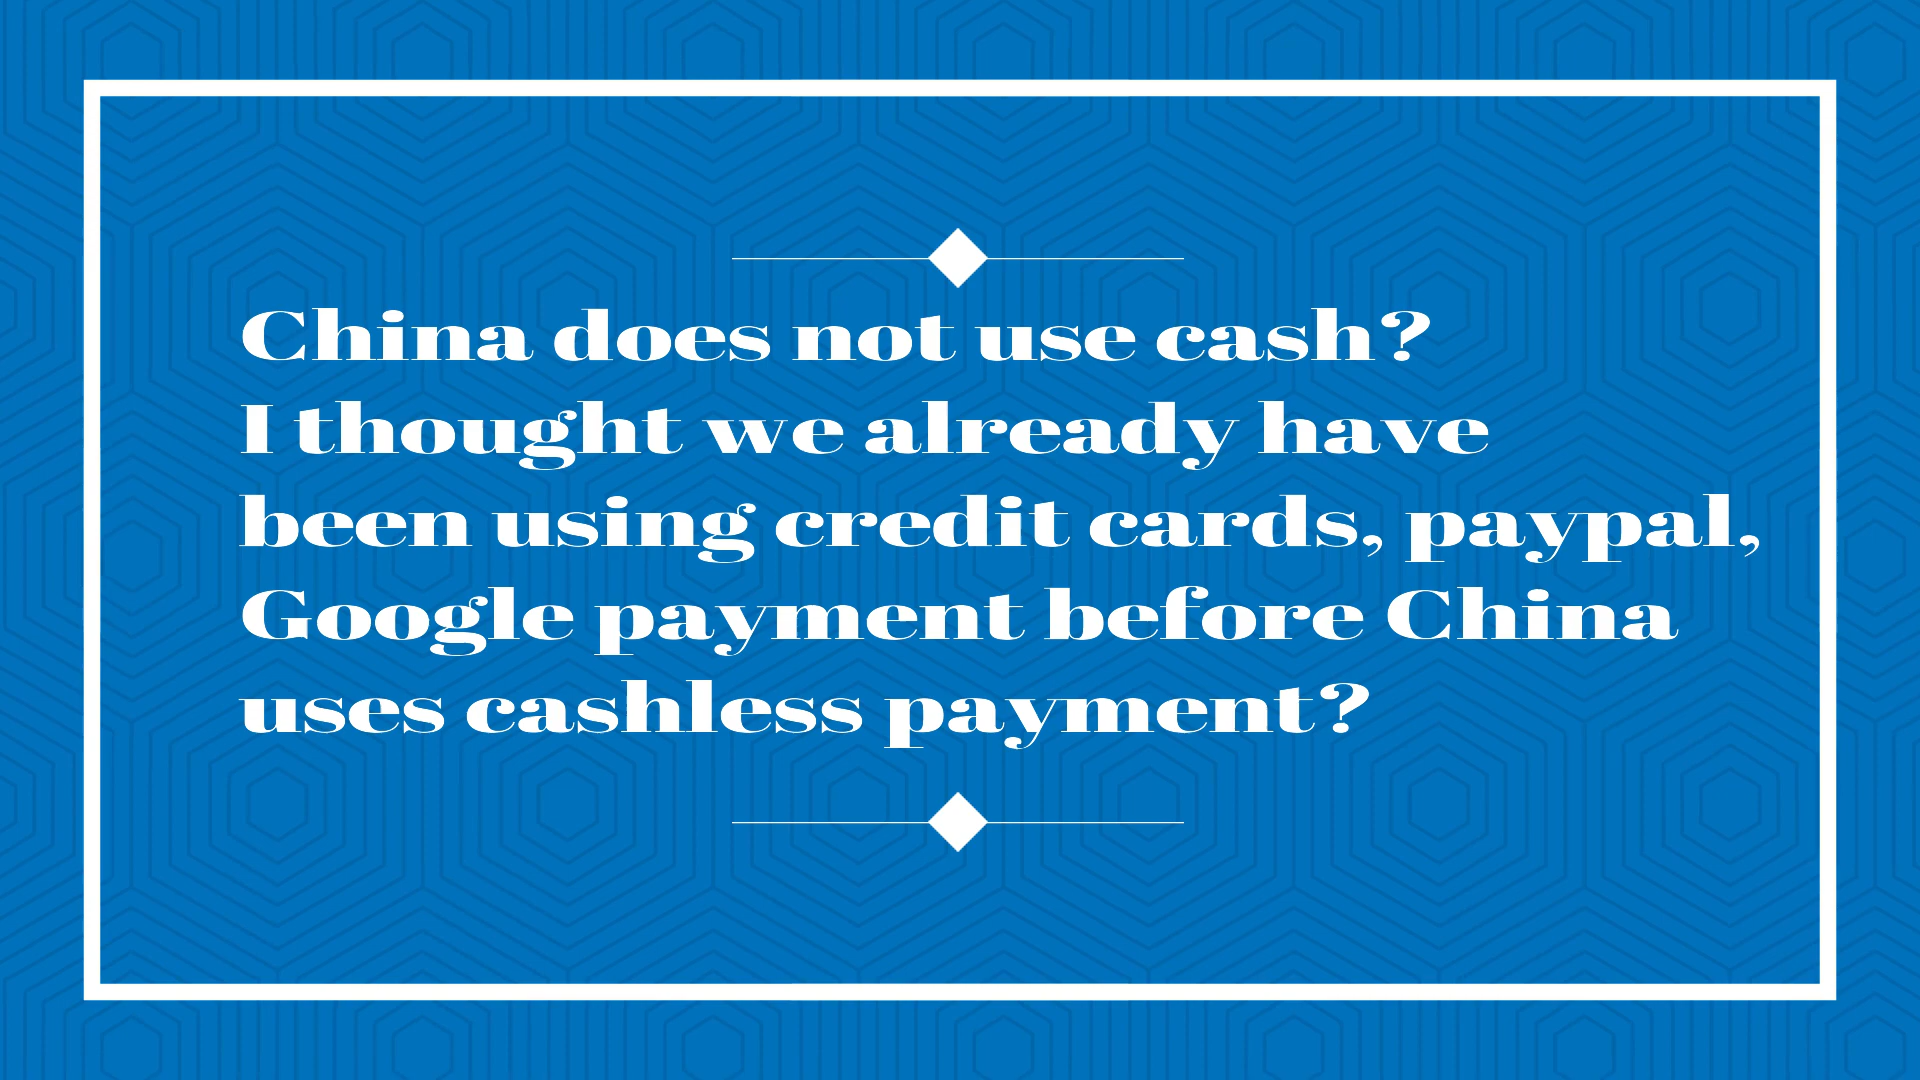 China does not use cash?
I thought we already have
been using credit cards, paypal,
Google payment before China
uses cashless payment?